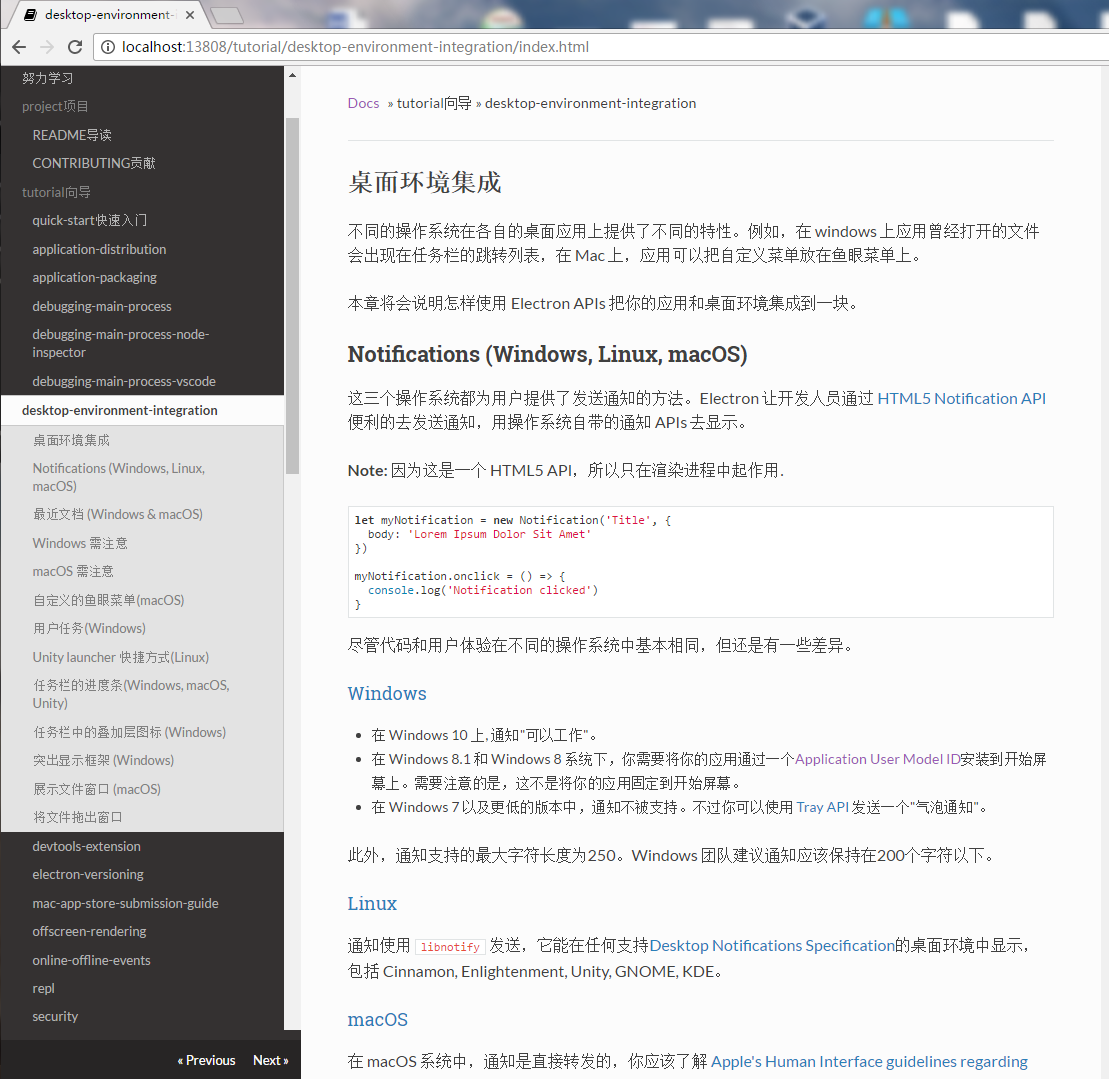 desktop-environment-
localhost:13808/tutorial/desktop-environment-integration/index.html
努力学习
project项目
README导读
CONTRIBUTING贡献
tutorial向导
quick-start快速入门
application-distribution
application-packaging
debugging-main-process
debugging-main-process-node-
inspector
debugging-main-process-vscode
desktop-environment-integration
桌面环境集成
Notifications (Windows, Linux,
macOS)
最近文档 (Windows & macOS)
Windows 需注意
macOS 需注意
自定义的鱼眼菜单(macOS)
用户任务(Windows)
Unity launcher 快捷方式(Linux)
任务栏的进度条(Windows, macOS,
Unity)
任务栏中的叠加层图标 (Windows)
突出显示框架 (Windows)
展示文件窗口 (macOS)
将文件拖出窗口
devtools-extension
electron-versioning
mac-app-store-submission-guide
offscreen-rendering
online-offline-events
repl
security
« Previous Next »
Docs » tutorial向导 » desktop-environment-integration
桌面环境集成
不同的操作系统在各自的桌面应用上提供了不同的特性。例如，在 windows 上应用曾经打开的文件
会出现在任务栏的跳转列表，在 Mac 上，应用可以把自定义菜单放在鱼眼菜单上。
本章将会说明怎样使用 Electron APIs 把你的应用和桌面环境集成到一块。
Notifications (Windows, Linux, macOS)
这三个操作系统都为用户提供了发送通知的方法。Electron 让开发人员通过 HTML5 Notification API
便利的去发送通知，用操作系统自带的通知 APIs 去显示。
Note: 因为这是一个 HTML5 API，所以只在渲染进程中起作用.
let myNotification = new Notification('Title', {
body: 'Lorem Ipsum Dolor Sit Amet'
})
myNotification.onclick = () => {
console.log('Notification clicked')
}
尽管代码和用户体验在不同的操作系统中基本相同，但还是有一些差异。
Windows
• 在 Windows 10 上, 通知"可以工作"。
• 在 Windows 8.1 和 Windows 8 系统下，你需要将你的应用通过一个Application User Model ID安装到开始屏
幕上。需要注意的是，这不是将你的应用固定到开始屏幕。
• 在 Windows 7 以及更低的版本中，通知不被支持。不过你可以使用 Tray API 发送一个"气泡通知"。
此外，通知支持的最大字符长度为250。Windows 团队建议通知应该保持在200个字符以下。
Linux
通知使用 libnotify 发送，它能在任何支持Desktop Notifications Specification的桌面环境中显示，
包括 Cinnamon, Enlightenment, Unity, GNOME, KDE。
macOS
在 macOS 系统中，通知是直接转发的，你应该了解 Apple's Human Interface guidelines regarding